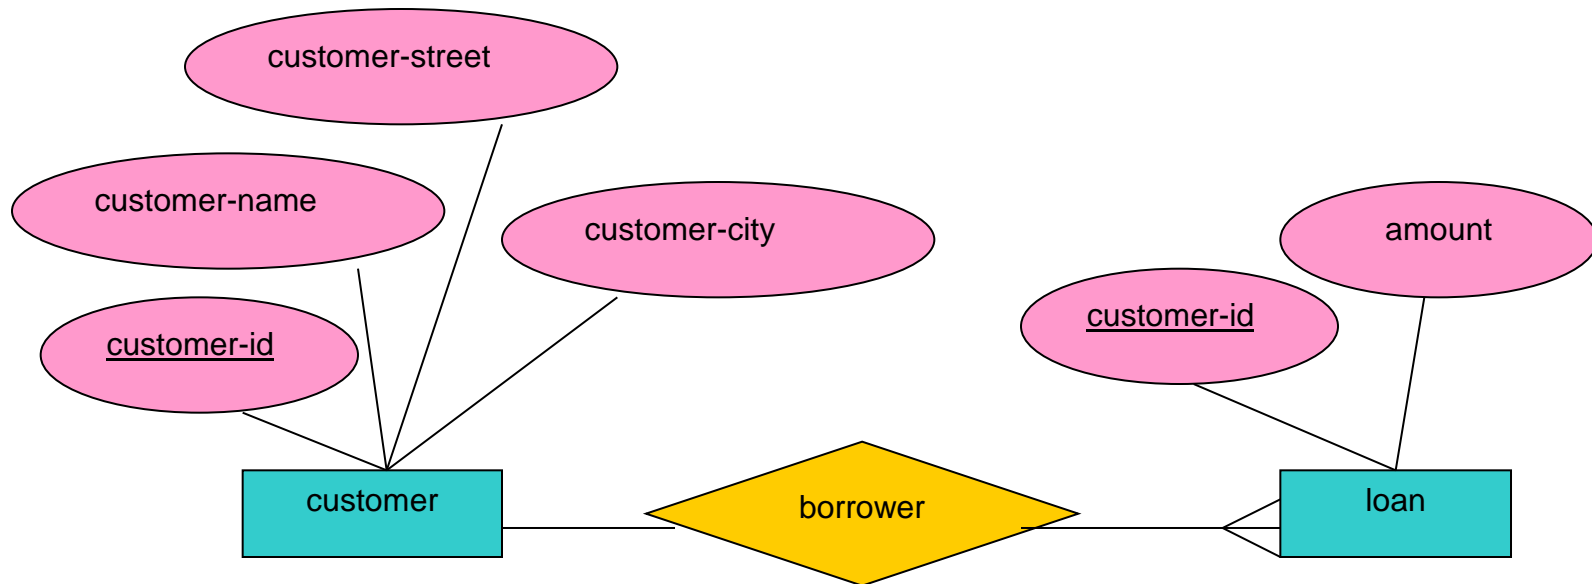 customer-street
customer-name
customer-city
amount
customer-id
customer-id
customer
borrower
loan